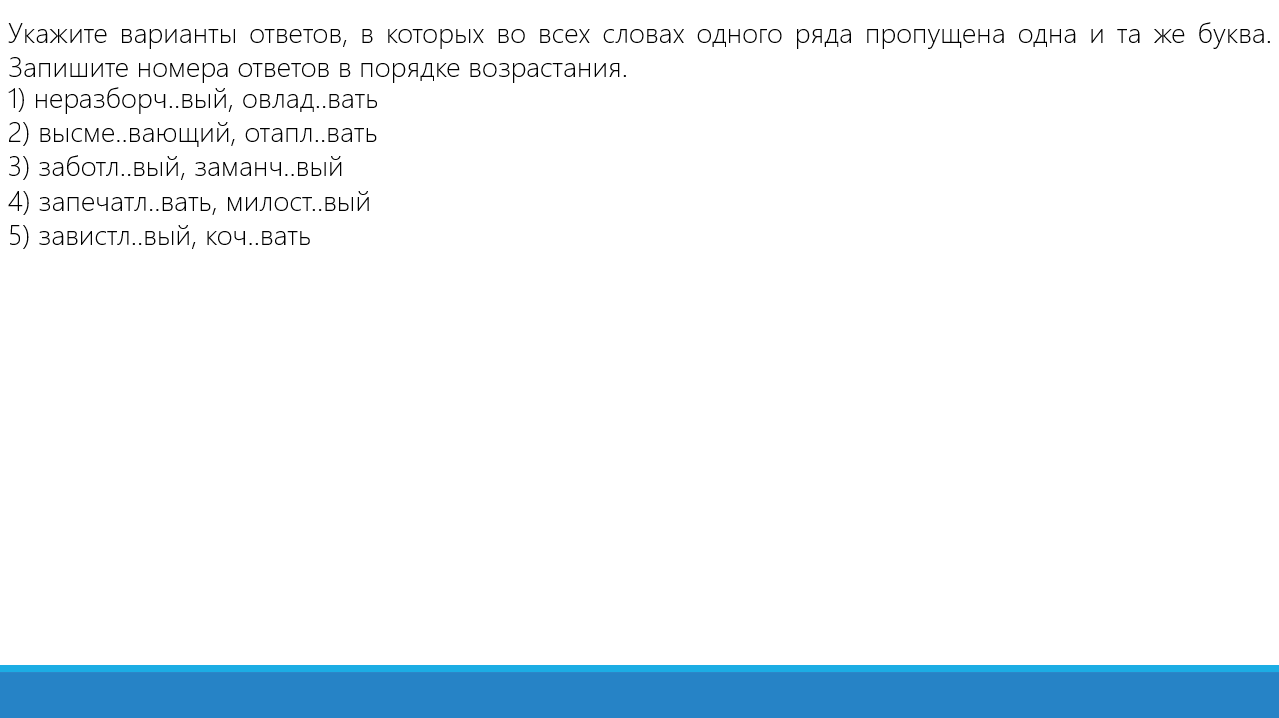 Укажите варианты ответов, в которых во всех словах одного ряда пропущена одна и та же буква.
Запишите номера ответов в порядке возрастания.
1) неразборч..вый, овлад..вать
2) высме..вающий, отапл..вать
3) заботл..вый, заманч..вый
4) запечатл..вать, милост..вый
5) завистл..вый, коч..вать